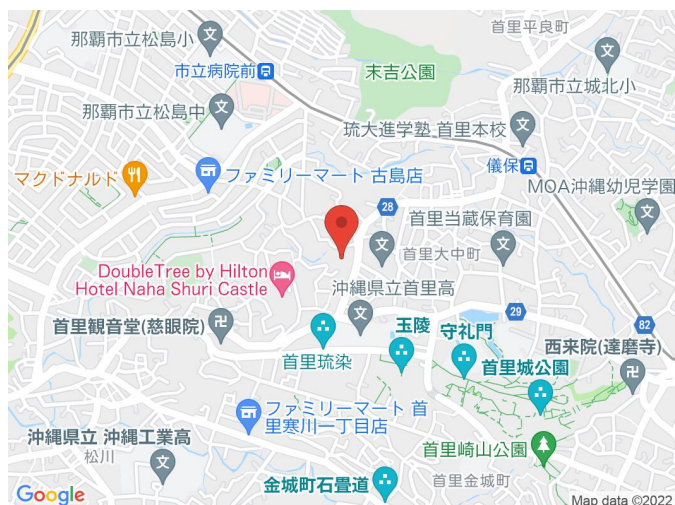 那覇市立松島小
首里平良町
市立病院前
末吉公園
那覇市立城北小
那覇市立松島中
琉大進学塾 首里本校
マクドナルド
ファミリーマート 古島店
儀保
MOA沖縄幼児学園
28
首里当蔵保育園
首里大中町
DoubleTree by Hilton
Hotel Naha Shuri Castle
沖縄県立首里高
29
82
首里観音堂(慈眼院)
玉陵
守礼門
西来院(達磨寺)
首里琉染
首里城公園
ファミリーマート 首
里寒川一丁目店
沖縄県立 沖縄工業高
松川
首里崎山公園
金城町石畳道
首里金城町
Google
Map data ©2022